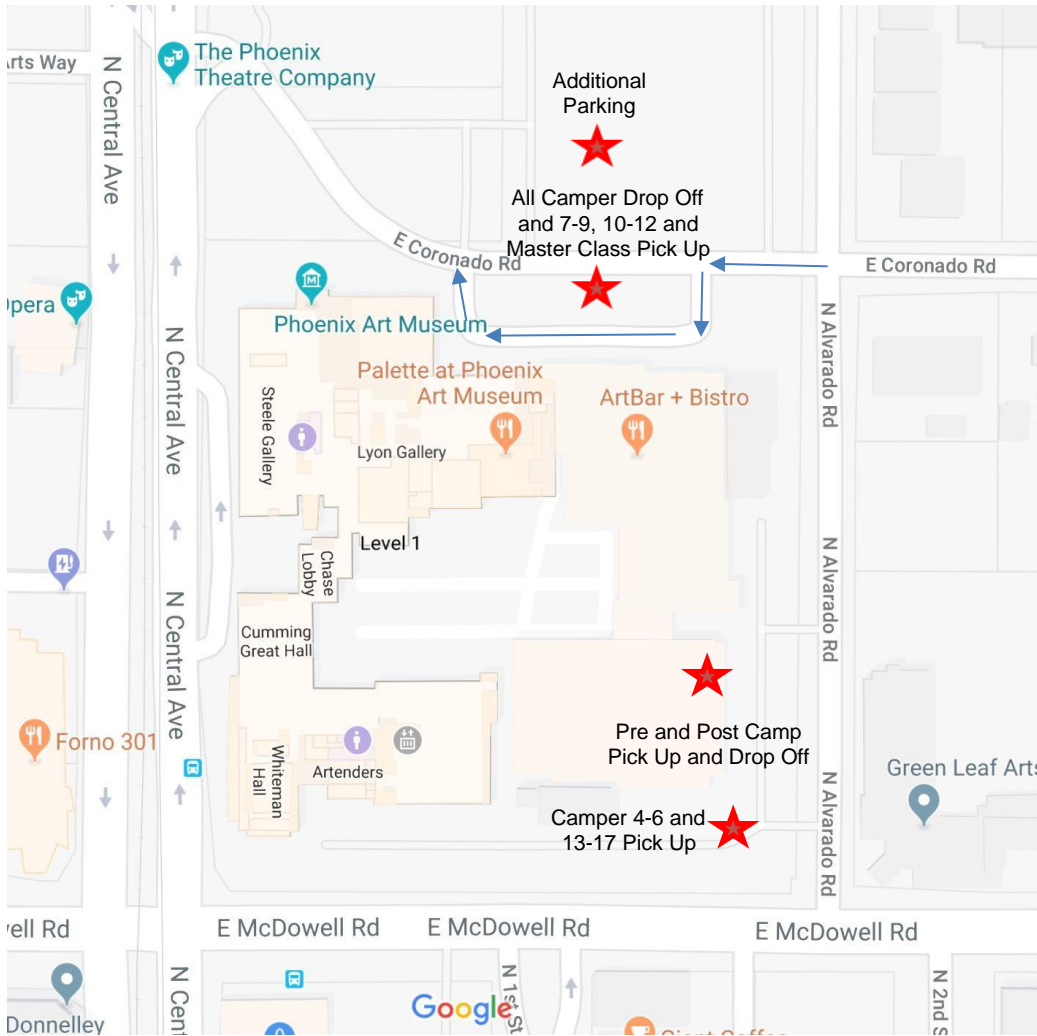 The Phoenix
Theatre Company
Arts Way
N Central Ave
Additional
Parking
All Camper Drop Off
and 7-9, 10-12 and
Master Class Pick Up
E Coronado Rd
E Coronado Rd
Opera
Phoenix Art Museum
N Alvarado Rd
Palette at Phoenix
Art Museum
ArtBar + Bistro
Steele Gallery
N Central Ave
Lyon Gallery
Level 1
Chase
Lobby
N Alvarado Rd
Cumming
Great Hall
N Central Ave
Pre and Post Camp
Pick Up and Drop Off
Forno 301
Whiteman
Hall
Artenders
Green Leaf Arts
N Alvarado Rd
Camper 4-6 and
13-17 Pick Up
ell Rd
E McDowell Rd
E McDowell Rd
E McDowell Rd
N Cent
N 1st St
N 2nd S
Google
Donnelley
Giant Coffee